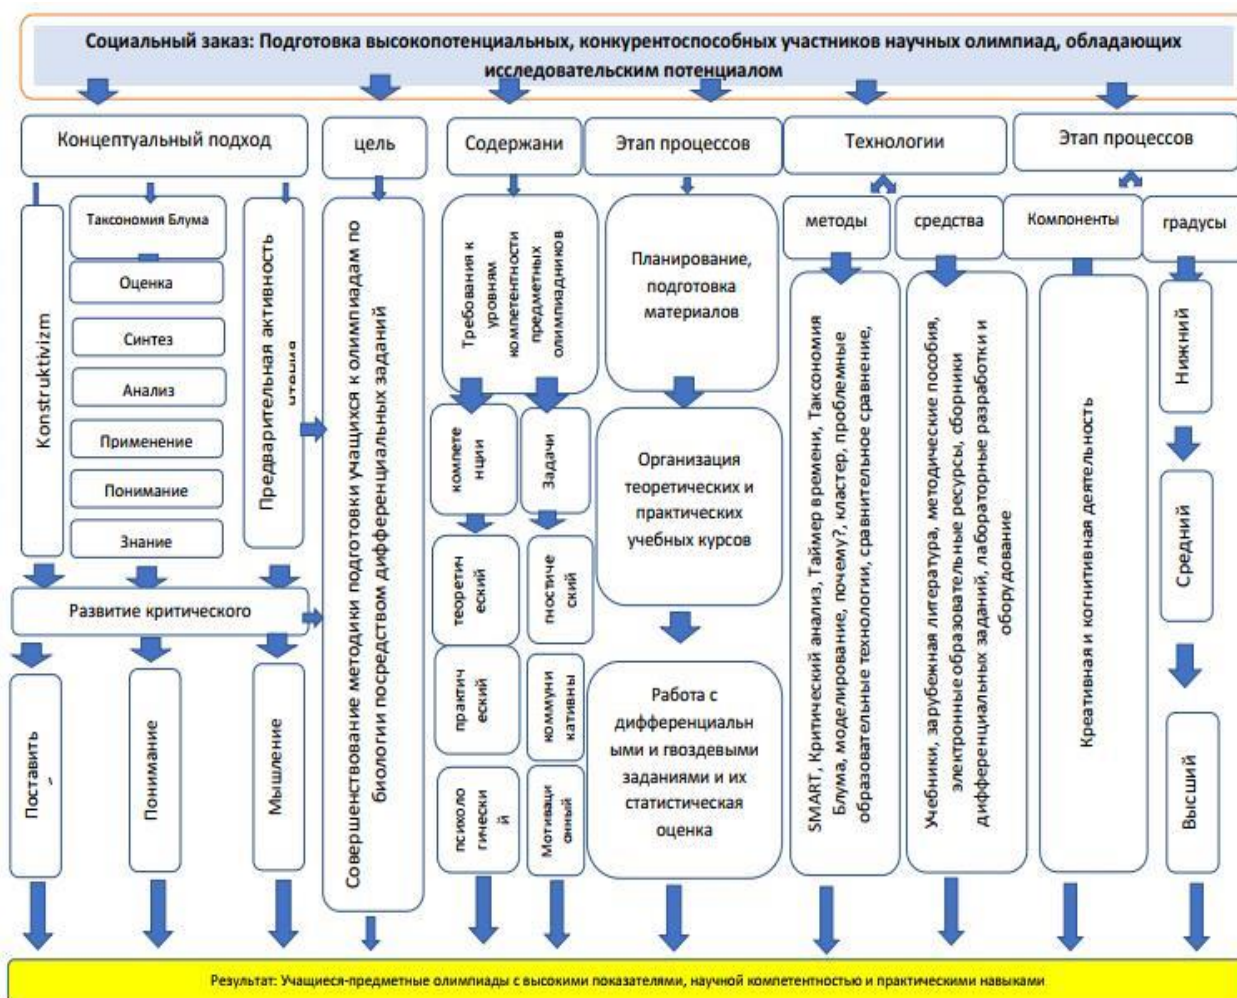 Социальный заказ: Подготовка высокопотенциальных, конкурентоспособных участников научных олимпиад, обладающих
исследовательским потенциалом
Концептуальный подход
цель
Содержани
Этап процессов
Технологии
Этап процессов
Konstruktivizm
Таксономия Блума
Оценка
Синтез
Анализ
Применение
Понимание
Знание
Предварительная активность
Развитие критического
Поставить
Понимание
Мышление
Совершенствование методики подготовки учащихся к олимпиадам по
биологии посредством дифференциальных заданий
Требования к
уровням
компетентности
предметных
олимпиадников
компете
нции
Задачи
теоретич
еский
гностиче
ский
практич
еский
коммуни
кативны
психоло
гический
Мотиваци
онный
Планирование,
подготовка
материалов
Организация
теоретических и
практических
учебных курсов
Работа с
дифференциальн
ыми и гвоздевыми
заданиями и их
статистическая
оценка
методы
средства
Компоненты
градусы
SMART, Критический анализ, Таймер времени, Таксономия
Блума, моделирование, почему?, кластер, проблемные
образовательные технологии, сравнительное сравнение,
Учебники, зарубежная литература, методические пособия,
электронные образовательные ресурсы, сборники
дифференциальных заданий, лабораторные разработки и
оборудование
Креативная и когнитивная деятельность
Нижний
Средний
Высший
Результат: Учащиеся-предметные олимпиады с высокими показателями, научной компетентностью и практическими навыками